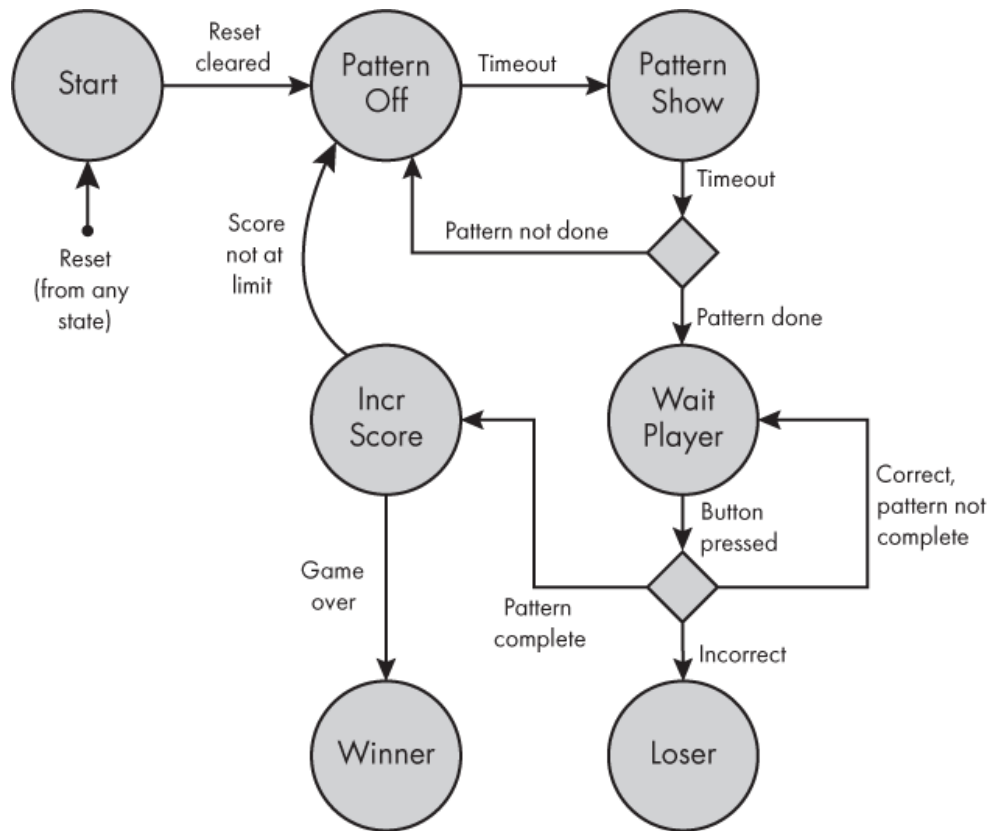 Start
Reset
cleared
Pattern
Off
Timeout
Pattern
Show
Timeout
Reset
(from any
state)
Score
not at
limit
Pattern not done
Pattern done
Incr
Score
Wait
Player
Correct,
pattern not
complete
Button
pressed
Game
over
Pattern
complete
Incorrect
Winner
Loser